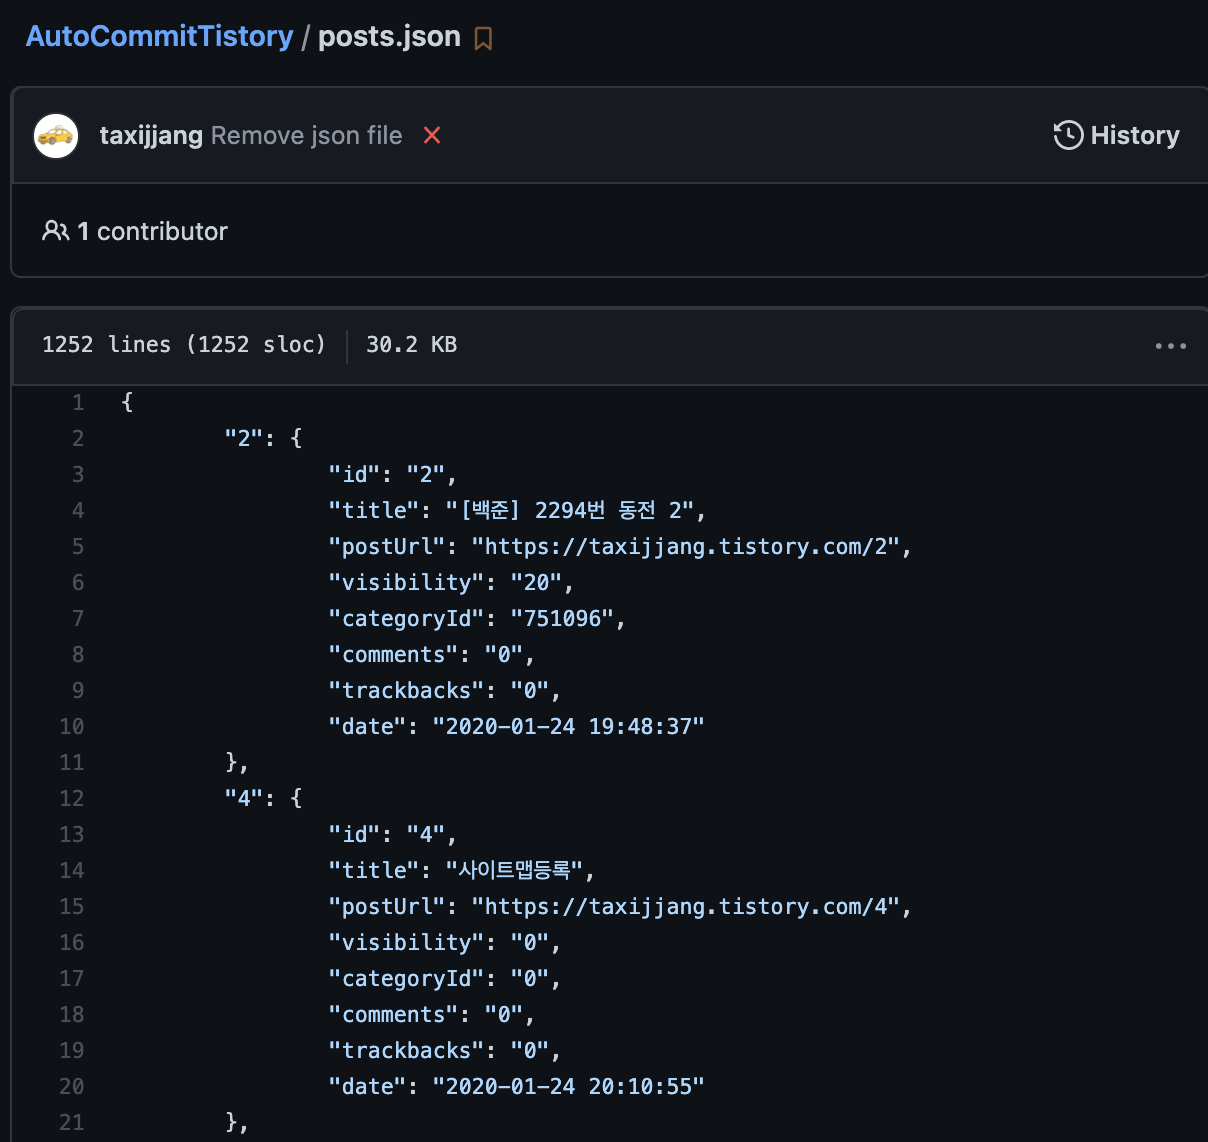 AutoCommitTistory / posts.json
taxijjang Remove json file
History
1 contributor
1252 lines (1252 sloc) 30.2 KB
1 {
2 "2": {
3 "id": "2",
4 "title": "[백준] 2294번 동전 2",
5 "postUrl": "https://taxijjang.tistory.com/2",
6 "visibility": "20",
7 "categoryId": "751096",
8 "comments": "0",
9 "trackbacks": "0",
10 "date": "2020-01-24 19:48:37"
11 },
12 "4": {
13 "id": "4",
14 "title": "사이트맵등록",
15 "postUrl": "https://taxijjang.tistory.com/4",
16 "visibility": "0",
17 "categoryId": "0",
18 "comments": "0",
19 "trackbacks": "0",
20 "date": "2020-01-24 20:10:55"
21 },